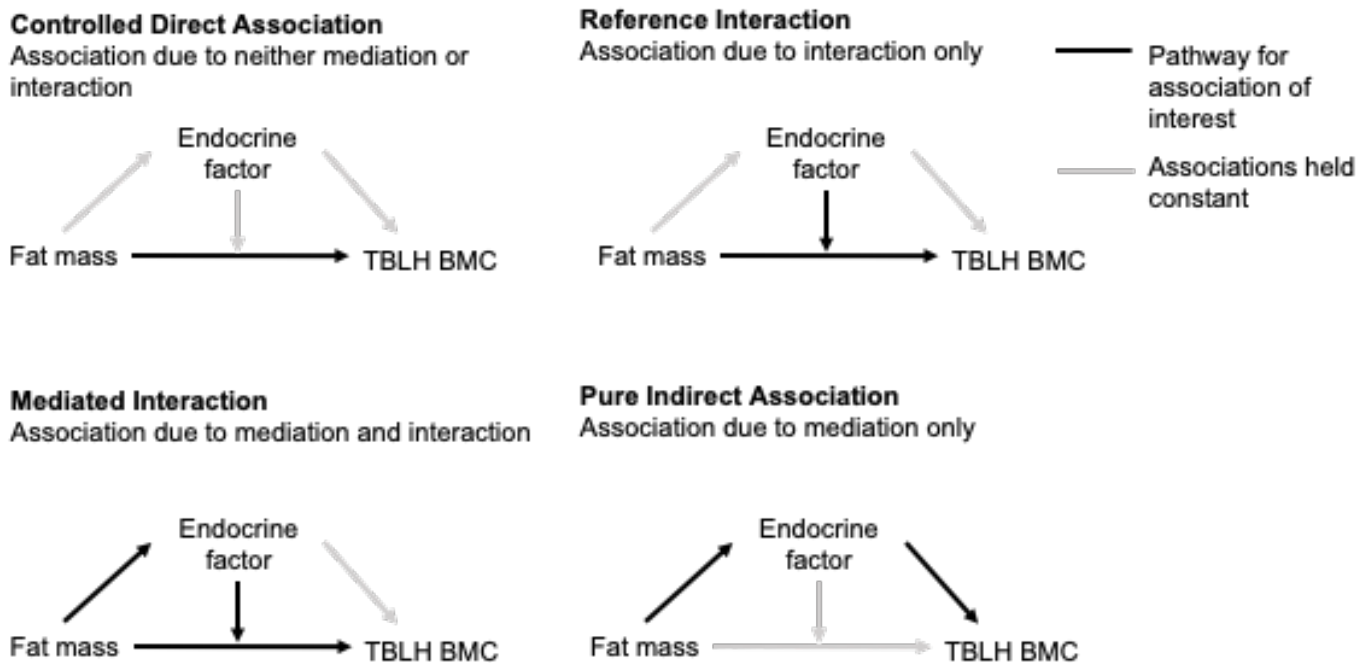 Controlled Direct Association
Association due to neither mediation or
interaction
Endocrine
factor
Fat mass
TBLH BMC
Reference Interaction
Association due to interaction only
Endocrine
factor
Fat mass
TBLH BMC
Pathway for
association of
interest
Associations held
constant
Mediated Interaction
Association due to mediation and interaction
Endocrine
factor
Fat mass
TBLH BMC
Pure Indirect Association
Association due to mediation only
Endocrine
factor
Fat mass
TBLH BMC